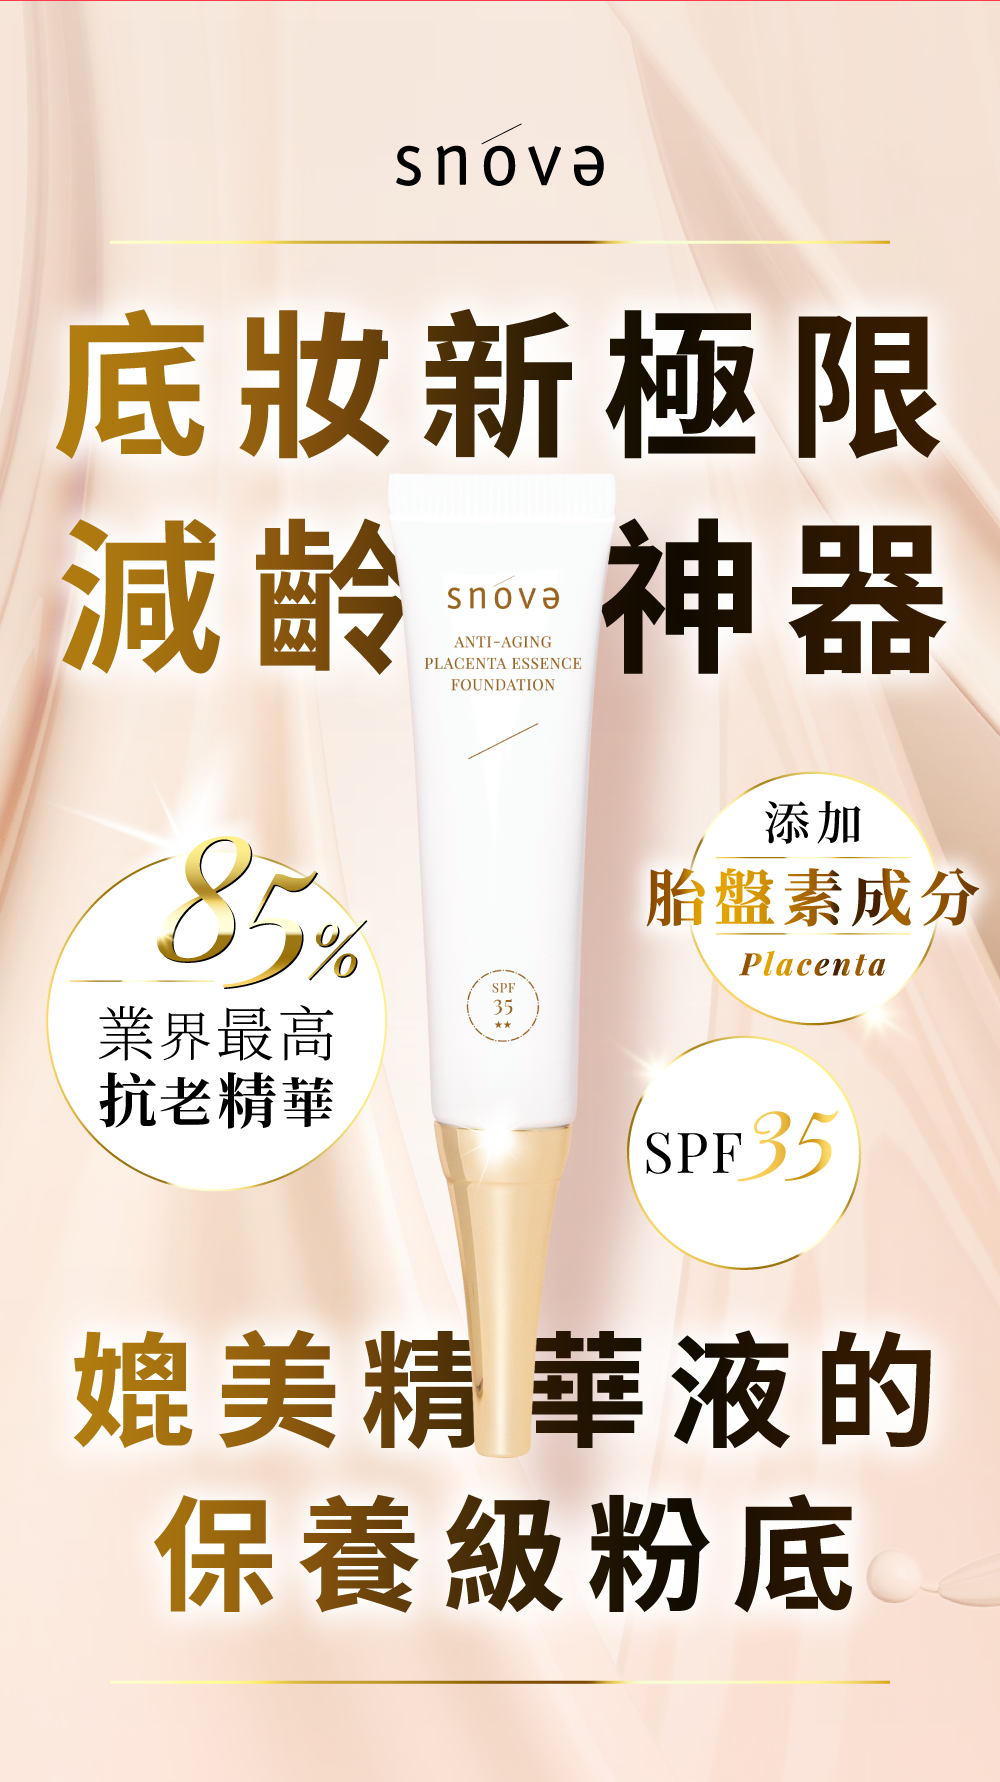 snova
底妝新極限
減齡神器
snova
ANTI-AGING
PLACENTA ESSENCE
FOUNDATION
添加
胎盤素成分
Placenta
85%
業界最高
抗老精華
SPF
35
★★
SPF35
媲美精華液的
保養級粉底